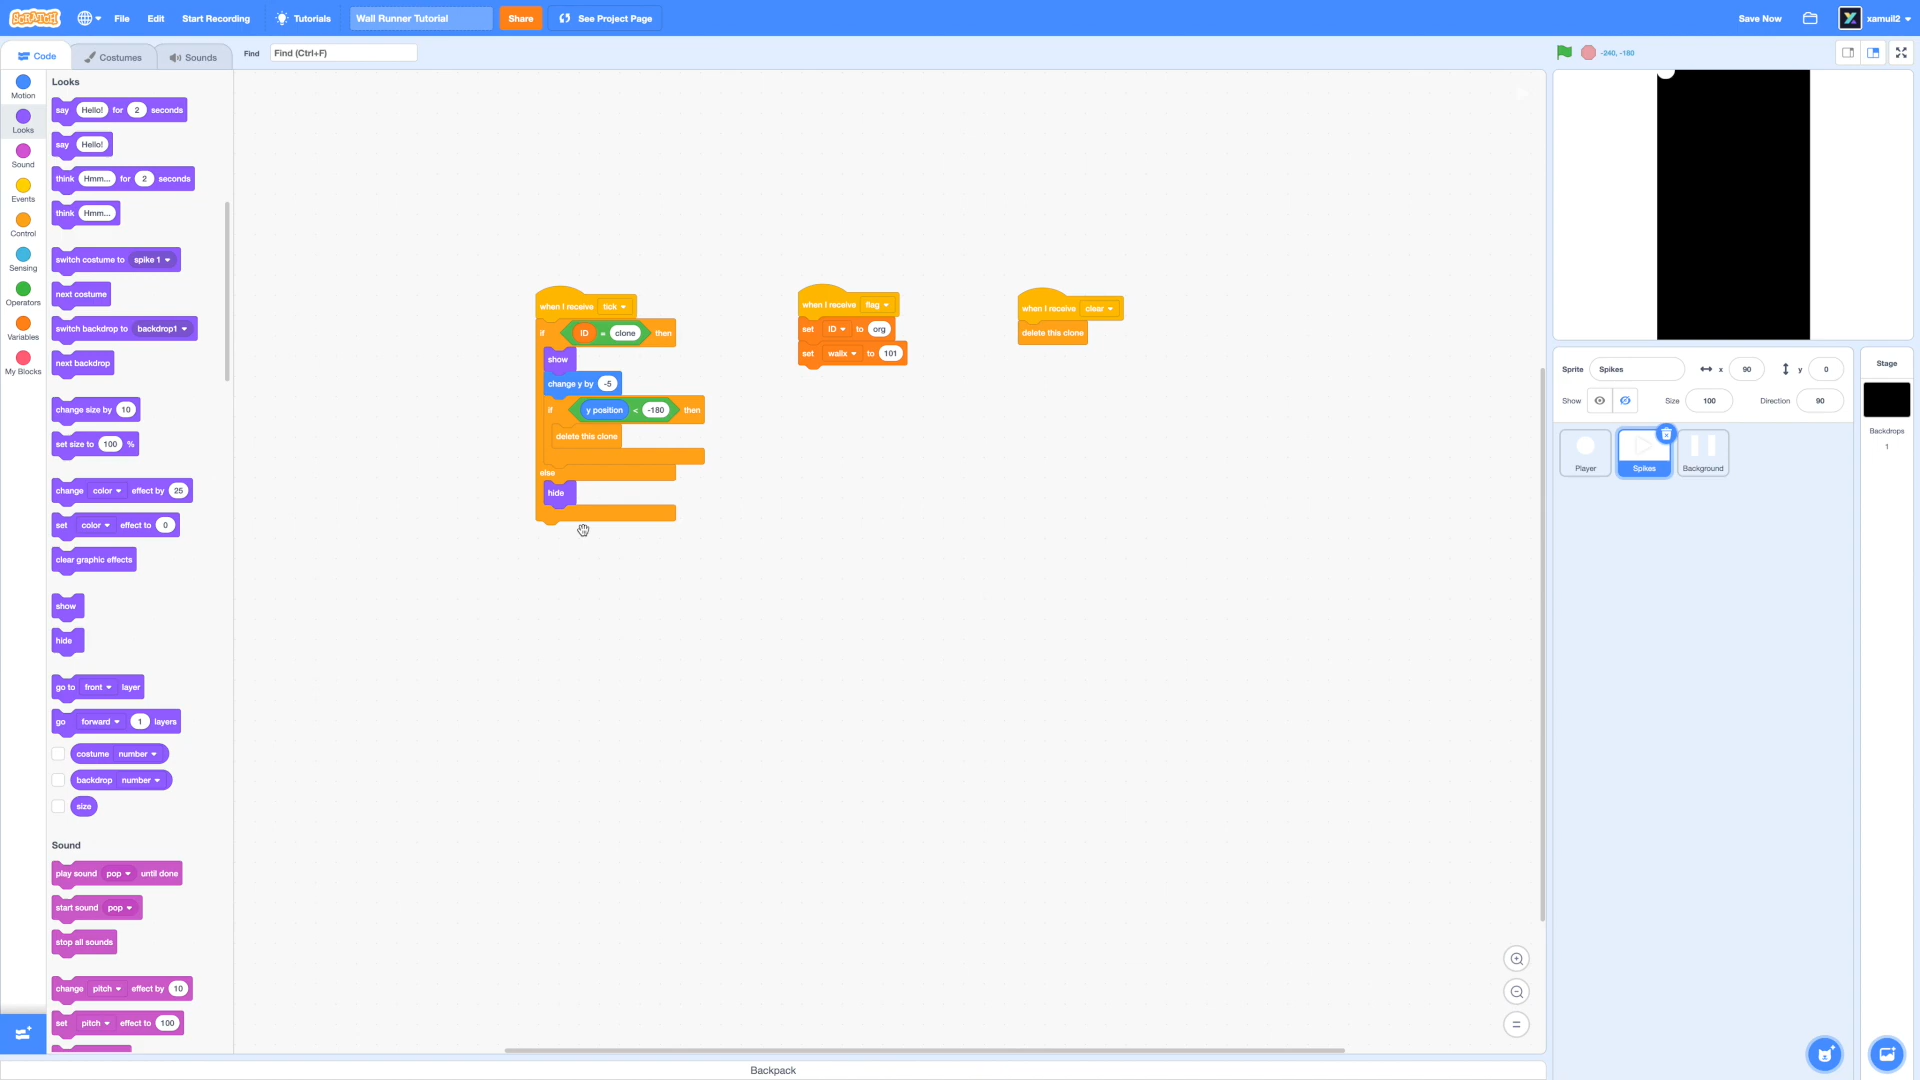 SCRATCH File Edit Start Recording Tutorials Wall Runner Tutorial Share See Project Page Save Now xamuil2
Code Costumes Sounds Find Find (Ctrl+F) -240, -180
Motion
Looks
Sound
Events
Control
Sensing
Operators
Variables
My Blocks
Looks
say Hello! for 2 seconds
say Hello!
think Hmm... for 2 seconds
think Hmm...
switch costume to spike 1
next costume
switch backdrop to backdrop1
next backdrop
change size by 10
set size to 100 %
change color effect by 25
set color effect to 0
clear graphic effects
show
hide
go to front layer
go forward 1 layers
costume number
backdrop number
size
Sound
play sound pop until done
start sound pop
stop all sounds
change pitch effect by 10
set pitch effect to 100
when I receive tick
if ID = clone then
show
change y by -5
if y position < -180 then
delete this clone
else
hide
when I receive flag
set ID to org
set wallx to 101
when I receive clear
delete this clone
Sprite Spikes x 90 y 0
Show Size 100 Direction 90
Player
Spikes
Background
Stage
Backdrops
1
Backpack